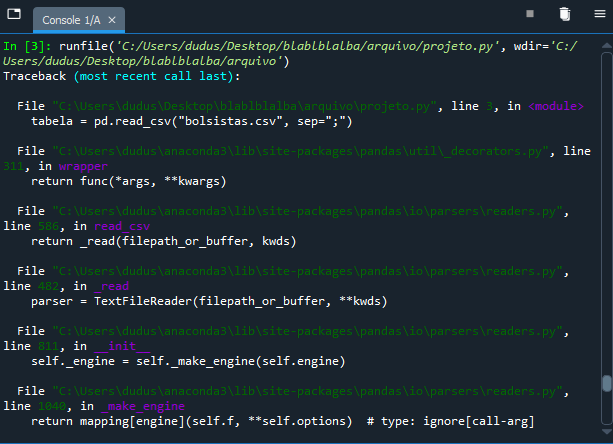 Console 1/A
In [3]: runfile('C:/Users/dudus/Desktop/blablblalba/arquivo/projeto.py', wdir='C:/
Users/dudus/Desktop/blablblalba/arquivo')
Traceback (most recent call last):
File "C:\Users\dudus\Desktop\blablblalba\arquivo\projeto.py", line 3, in <module>
tabela = pd.read_csv("bolsistas.csv", sep=";")
File "C:\Users\dudus\anaconda3\lib\site-packages\pandas\util\_decorators.py", line
311, in wrapper
return func(*args, **kwargs)
File "C:\Users\dudus\anaconda3\lib\site-packages\pandas\io\parsers\readers.py",
line 586, in read_csv
return _read(filepath_or_buffer, kwds)
File "C:\Users\dudus\anaconda3\lib\site-packages\pandas\io\parsers\readers.py",
line 482, in _read
parser = TextFileReader(filepath_or_buffer, **kwds)
File "C:\Users\dudus\anaconda3\lib\site-packages\pandas\io\parsers\readers.py",
line 811, in __init__
self._engine = self._make_engine(self.engine)
File "C:\Users\dudus\anaconda3\lib\site-packages\pandas\io\parsers\readers.py",
line 1040, in _make_engine
return mapping[engine](self.f, **self.options)  # type: ignore[call-arg]